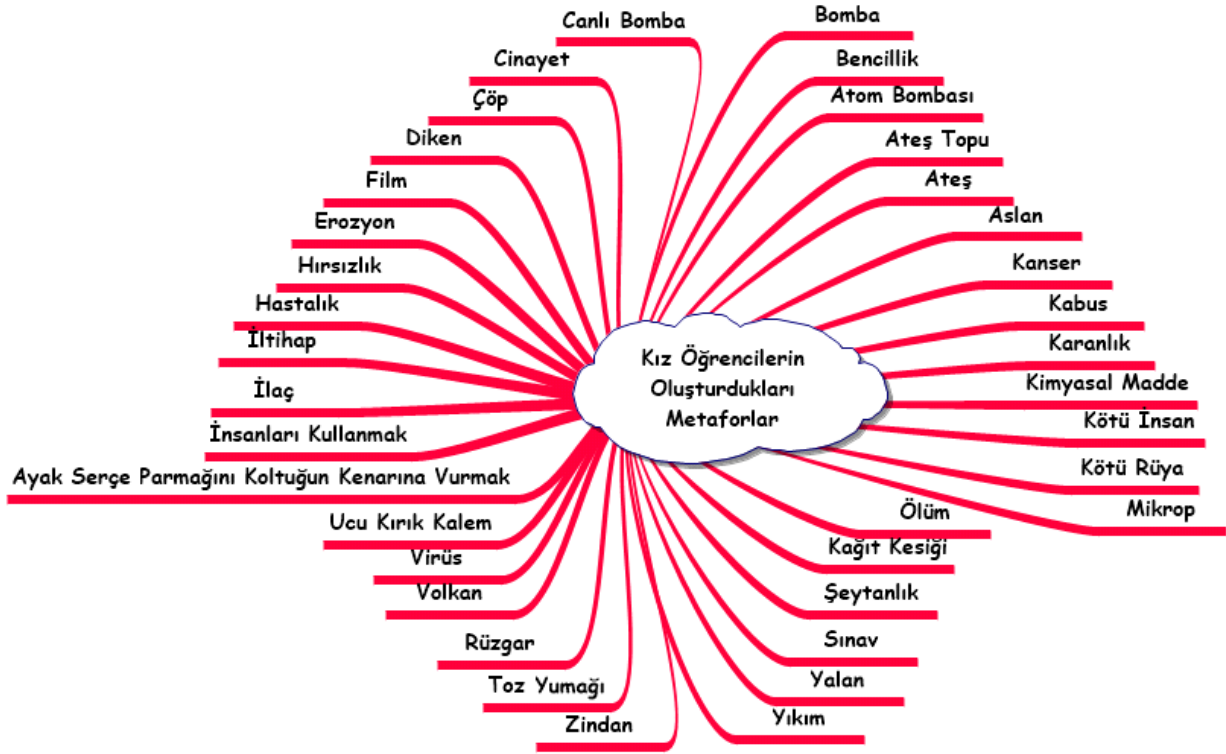 Canlı Bomba
Bomba
Cinayet
Bencillik
Çöp
Atom Bombası
Diken
Ateş Topu
Film
Ateş
Erozyon
Aslan
Hırsızlık
Kanser
Hastalık
Kabus
İltihap
Karanlık
Kız Öğrencilerin
Oluşturdukları
Metaforlar
İlaç
Kimyasal Madde
İnsanları Kullanmak
Kötü İnsan
Ayak Serçe Parmağını Koltuğun Kenarına Vurmak
Kötü Rüya
Ucu Kırık Kalem
Ölüm
Mikrop
Virüs
Kağıt Kesiği
Volkan
Şeytanlık
Rüzgar
Sınav
Toz Yumağı
Yalan
Zindan
Yıkım